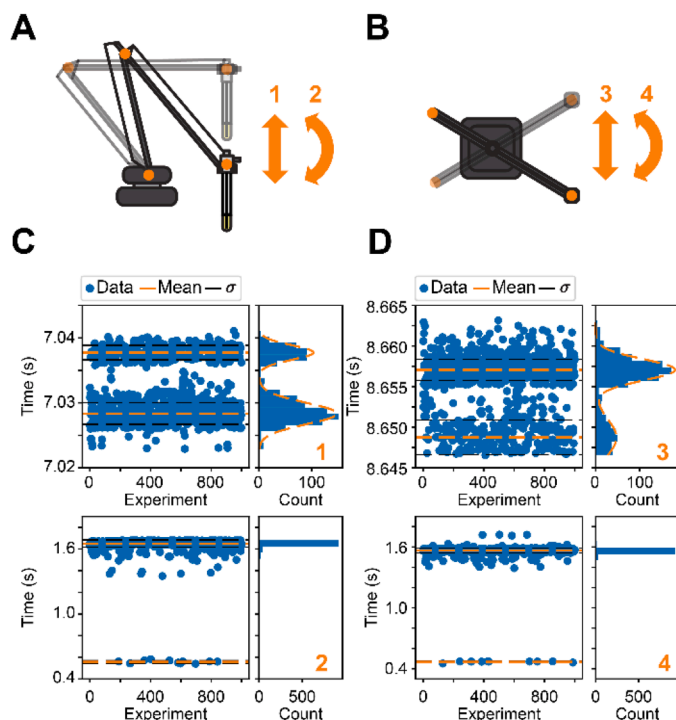 A
B
1 2
3 4
C
D
Data Mean σ
Data Mean σ
7.04
7.03
7.02
Time (s)
0 400 800
Experiment
0 100
Count
1
8.665
8.660
8.655
8.650
8.645
Time (s)
0 400 800
Experiment
0 100
Count
3
1.6
1.0
0.4
Time (s)
0 400 800
Experiment
0 500
Count
2
1.6
1.0
0.4
Time (s)
0 400 800
Experiment
0 500
Count
4